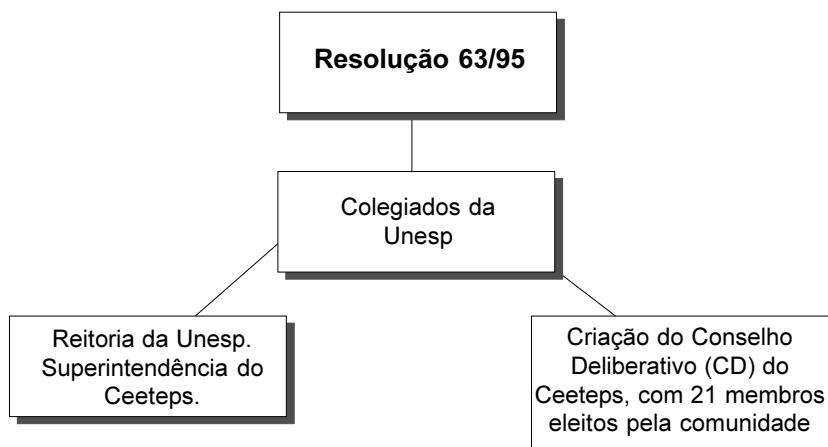 Resolução 63/95
Colegiados da
Unesp
Reitoria da Unesp.
Superintendência do
Ceeteps.
Criação do Conselho
Deliberativo (CD) do
Ceeteps, com 21 membros
eleitos pela comunidade